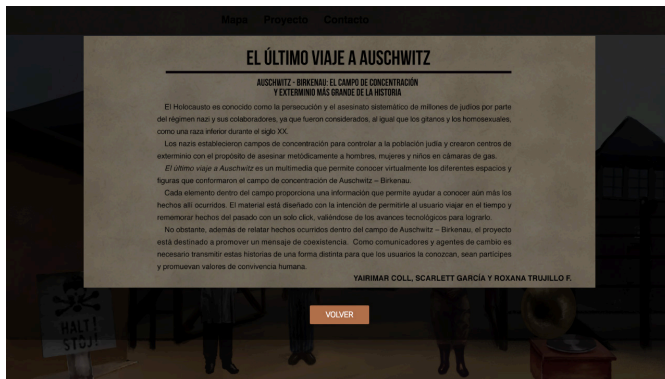 Mapa Proyecto Contacto
EL ÚLTIMO VIAJE A AUSCHWITZ
AUSCHWITZ - BIRKENAU: EL CAMPO DE CONCENTRACIÓN
Y EXTERMINIO MÁS GRANDE DE LA HISTORIA
El Holocausto es conocido como la persecución y el asesinato sistemático de millones de judíos por parte
del régimen nazi y sus colaboradores, ya que fueron considerados, al igual que los gitanos y los homosexuales,
como una raza inferior durante el siglo XX.
Los nazis establecieron campos de concentración para controlar a la población judía y crearon centros de
exterminio con el propósito de asesinar metódicamente a hombres, mujeres y niños en cámaras de gas.
El último viaje a Auschwitz es un multimedia que permite conocer virtualmente los diferentes espacios y
figuras que conformaron el campo de concentración de Auschwitz – Birkenau.
Cada elemento dentro del campo proporciona una información que permite ayudar a conocer aún más los
hechos allí ocurridos. El material está diseñado con la intención de permitirle al usuario viajar en el tiempo y
rememorar hechos del pasado con un solo click, valiéndose de los avances tecnológicos para lograrlo.
No obstante, además de relatar hechos ocurridos dentro del campo de Auschwitz – Birkenau, el proyecto
está destinado a promover un mensaje de coexistencia. Como comunicadores y agentes de cambio es
necesario transmitir estas historias de una forma distinta para que los usuarios la conozcan, sean partícipes
y promuevan valores de convivencia humana.
YAIRIMAR COLL, SCARLETT GARCÍA Y ROXANA TRUJILLO F.
VOLVER
HALT!
STÓJ!